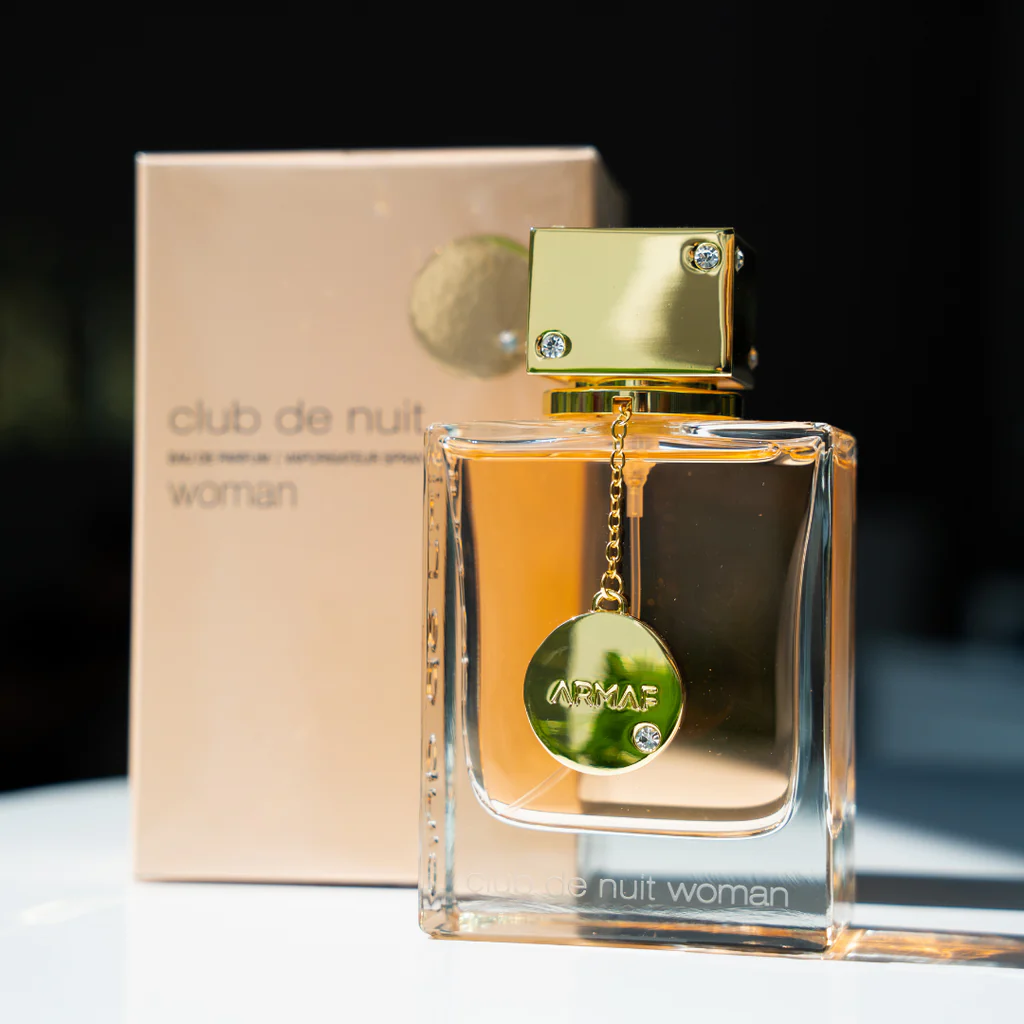 club de nuit
EAU DE PARFUM | VAPORISATEUR SPRAY
woman
ARMAF
club de nuit woman